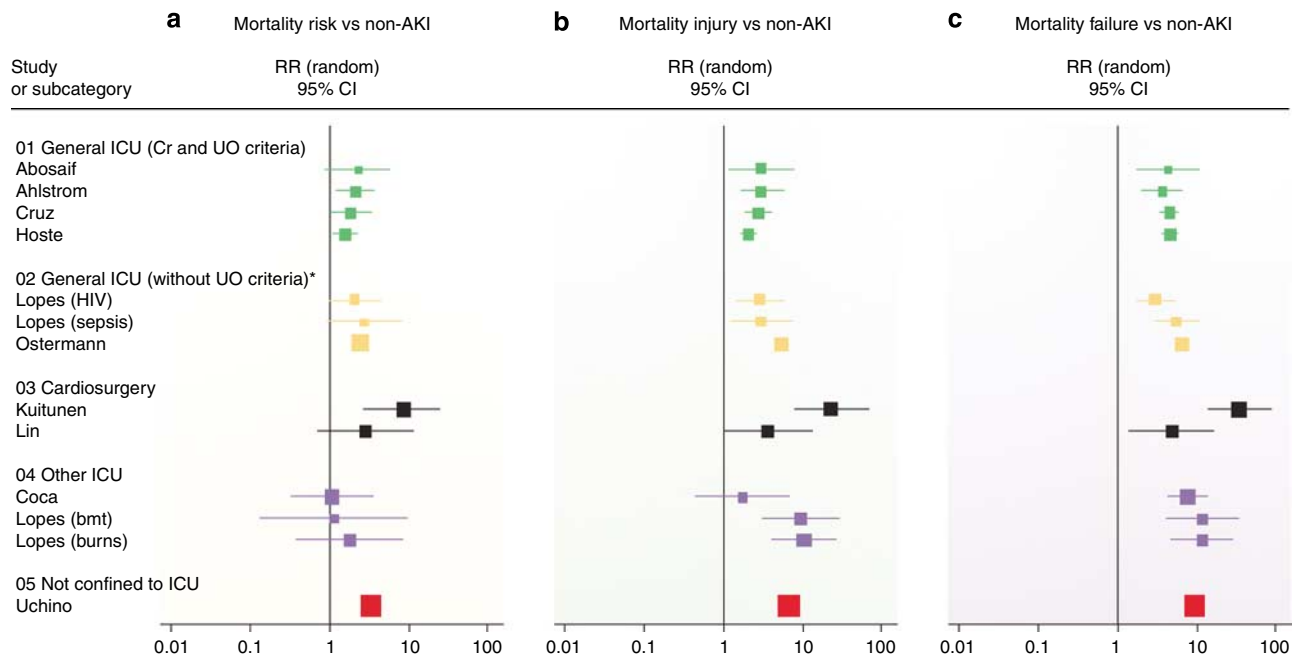 a Mortality risk vs non-AKI b Mortality injury vs non-AKI c Mortality failure vs non-AKI
Study RR (random) RR (random) RR (random)
or subcategory 95% CI 95% CI 95% CI
01 General ICU (Cr and UO criteria)
Abosaif
Ahlstrom
Cruz
Hoste
02 General ICU (without UO criteria)*
Lopes (HIV)
Lopes (sepsis)
Ostermann
03 Cardiosurgery
Kuitunen
Lin
04 Other ICU
Coca
Lopes (bmt)
Lopes (burns)
05 Not confined to ICU
Uchino
0.01 0.1 1 10 100 0.01 0.1 1 10 100 0.01 0.1 1 10 100